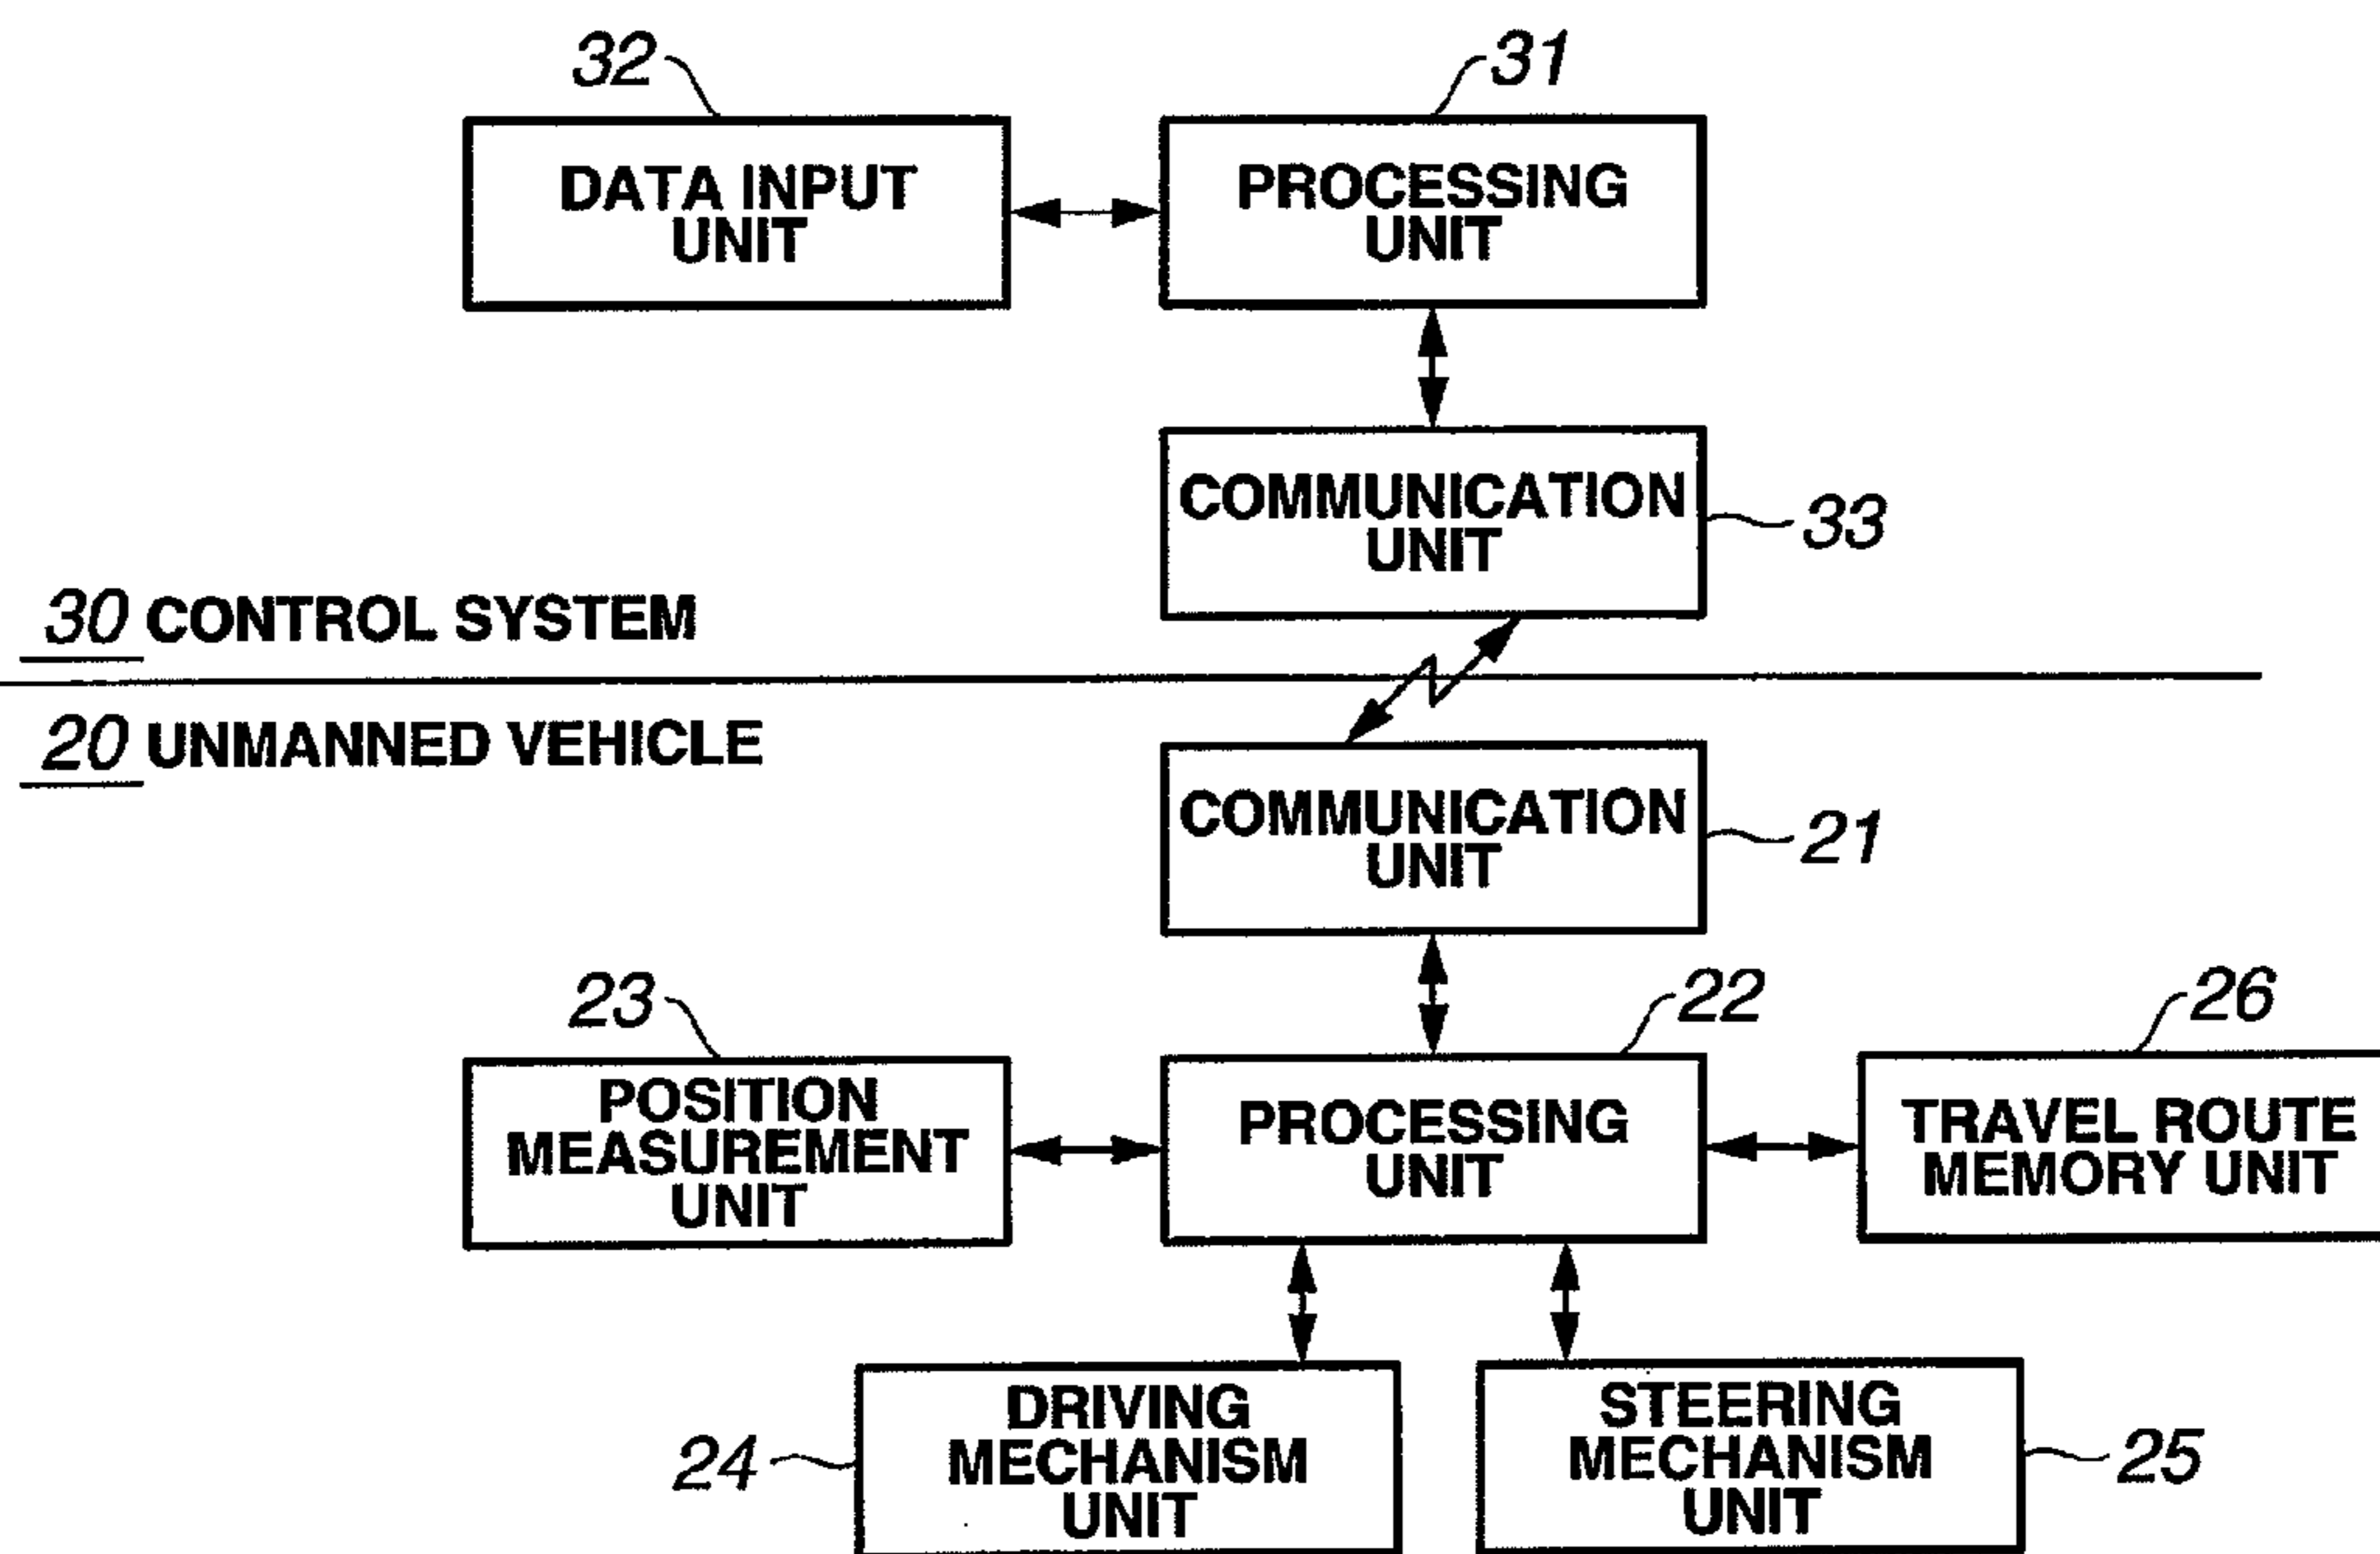 32
31
DATA INPUT
UNIT
PROCESSING
UNIT
COMMUNICATION
UNIT
33
30 CONTROL SYSTEM
20 UNMANNED VEHICLE
COMMUNICATION
UNIT
21
23
22
26
POSITION
MEASUREMENT
UNIT
PROCESSING
UNIT
TRAVEL ROUTE
MEMORY UNIT
24
DRIVING
MECHANISM
UNIT
STEERING
MECHANISM
UNIT
25